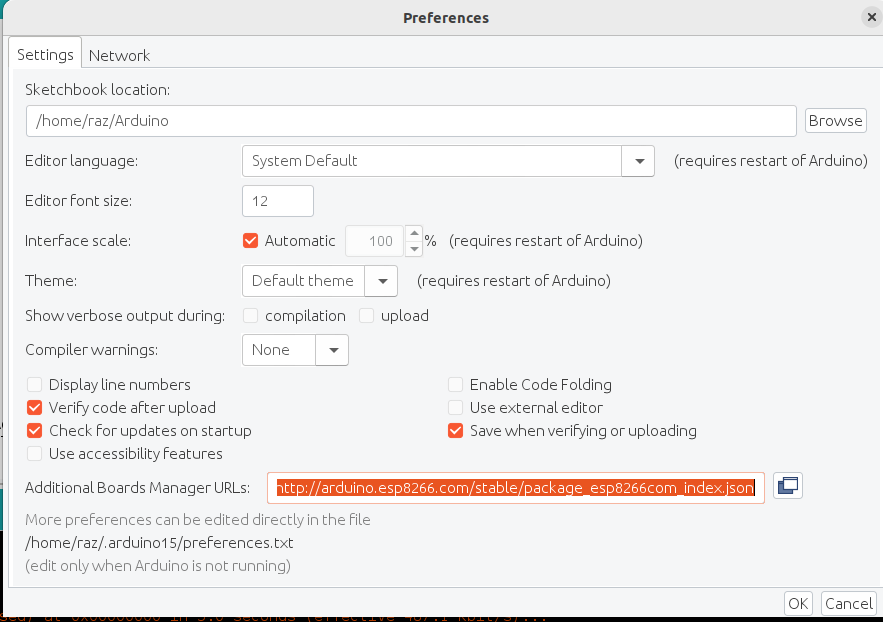 Preferences
Settings Network
Sketchbook location:
/home/raz/Arduino Browse
Editor language: System Default (requires restart of Arduino)
Editor font size: 12
Interface scale: Automatic 100 % (requires restart of Arduino)
Theme: Default theme (requires restart of Arduino)
Show verbose output during: compilation upload
Compiler warnings: None
Display line numbers Enable Code Folding
Verify code after upload Use external editor
Check for updates on startup Save when verifying or uploading
Use accessibility features
Additional Boards Manager URLs: http://arduino.esp8266.com/stable/package_esp8266com_index.json
More preferences can be edited directly in the file
/home/raz/.arduino15/preferences.txt
(edit only when Arduino is not running)
OK Cancel